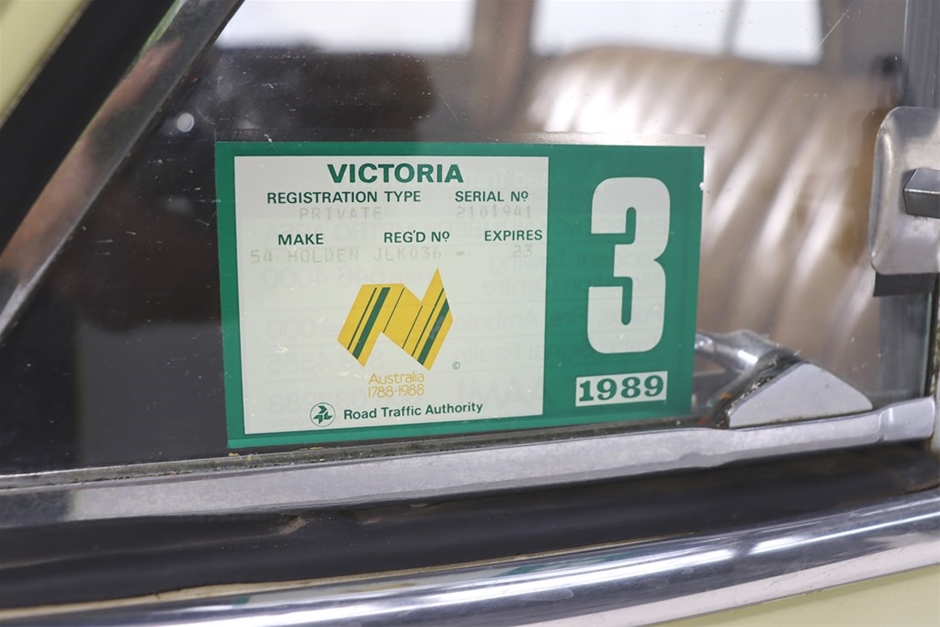 VICTORIA
REGISTRATION TYPE SERIAL Nº
PRIVATE 2101941
MAKE REG'D Nº EXPIRES
54 HOLDEN JLK036 - 23
Australia
1788-1988
©
Road Traffic Authority
3
1989